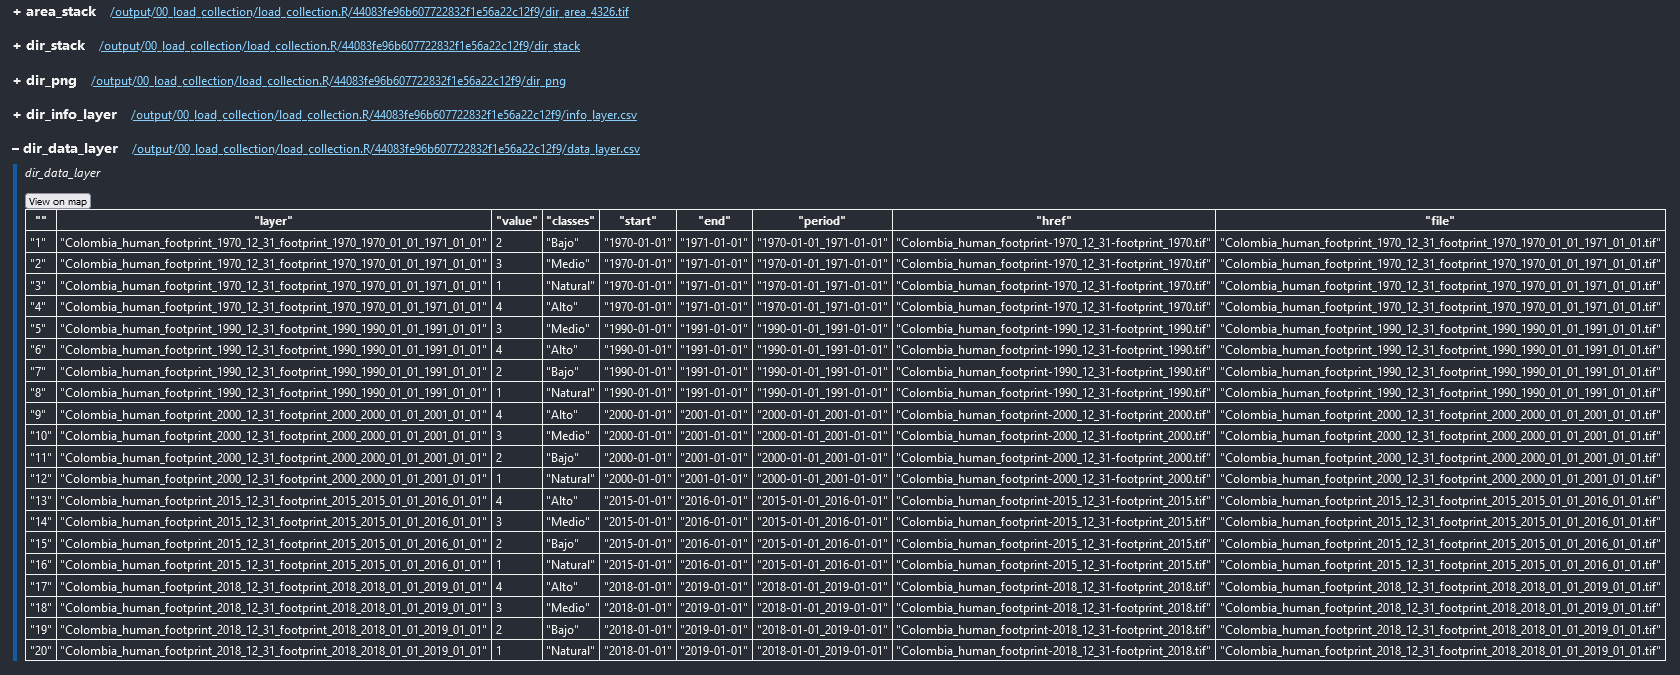 + area_stack /output/00_load_collection/load_collection.R/44083fe96b607722832f1e56a22c12f9/dir_area_4326.tif
+ dir_stack /output/00_load_collection/load_collection.R/44083fe96b607722832f1e56a22c12f9/dir_stack
+ dir_png /output/00_load_collection/load_collection.R/44083fe96b607722832f1e56a22c12f9/dir_png
+ dir_info_layer /output/00_load_collection/load_collection.R/44083fe96b607722832f1e56a22c12f9/info_layer.csv
– dir_data_layer /output/00_load_collection/load_collection.R/44083fe96b607722832f1e56a22c12f9/data_layer.csv
dir_data_layer
View on map
"" "layer" "value" "classes" "start" "end" "period" "href" "file"
"1" "Colombia_human_footprint_1970_12_31_footprint_1970_1970_01_01_1971_01_01" 2 "Bajo" "1970-01-01" "1971-01-01" "1970-01-01_1971-01-01" "Colombia_human_footprint-1970_12_31-footprint_1970.tif" "Colombia_human_footprint_1970_12_31_footprint_1970_1970_01_01_1971_01_01.tif"
"2" "Colombia_human_footprint_1970_12_31_footprint_1970_1970_01_01_1971_01_01" 3 "Medio" "1970-01-01" "1971-01-01" "1970-01-01_1971-01-01" "Colombia_human_footprint-1970_12_31-footprint_1970.tif" "Colombia_human_footprint_1970_12_31_footprint_1970_1970_01_01_1971_01_01.tif"
"3" "Colombia_human_footprint_1970_12_31_footprint_1970_1970_01_01_1971_01_01" 1 "Natural" "1970-01-01" "1971-01-01" "1970-01-01_1971-01-01" "Colombia_human_footprint-1970_12_31-footprint_1970.tif" "Colombia_human_footprint_1970_12_31_footprint_1970_1970_01_01_1971_01_01.tif"
"4" "Colombia_human_footprint_1970_12_31_footprint_1970_1970_01_01_1971_01_01" 4 "Alto" "1970-01-01" "1971-01-01" "1970-01-01_1971-01-01" "Colombia_human_footprint-1970_12_31-footprint_1970.tif" "Colombia_human_footprint_1970_12_31_footprint_1970_1970_01_01_1971_01_01.tif"
"5" "Colombia_human_footprint_1990_12_31_footprint_1990_1990_01_01_1991_01_01" 3 "Medio" "1990-01-01" "1991-01-01" "1990-01-01_1991-01-01" "Colombia_human_footprint-1990_12_31-footprint_1990.tif" "Colombia_human_footprint_1990_12_31_footprint_1990_1990_01_01_1991_01_01.tif"
"6" "Colombia_human_footprint_1990_12_31_footprint_1990_1990_01_01_1991_01_01" 4 "Alto" "1990-01-01" "1991-01-01" "1990-01-01_1991-01-01" "Colombia_human_footprint-1990_12_31-footprint_1990.tif" "Colombia_human_footprint_1990_12_31_footprint_1990_1990_01_01_1991_01_01.tif"
"7" "Colombia_human_footprint_1990_12_31_footprint_1990_1990_01_01_1991_01_01" 2 "Bajo" "1990-01-01" "1991-01-01" "1990-01-01_1991-01-01" "Colombia_human_footprint-1990_12_31-footprint_1990.tif" "Colombia_human_footprint_1990_12_31_footprint_1990_1990_01_01_1991_01_01.tif"
"8" "Colombia_human_footprint_1990_12_31_footprint_1990_1990_01_01_1991_01_01" 1 "Natural" "1990-01-01" "1991-01-01" "1990-01-01_1991-01-01" "Colombia_human_footprint-1990_12_31-footprint_1990.tif" "Colombia_human_footprint_1990_12_31_footprint_1990_1990_01_01_1991_01_01.tif"
"9" "Colombia_human_footprint_2000_12_31_footprint_2000_2000_01_01_2001_01_01" 4 "Alto" "2000-01-01" "2001-01-01" "2000-01-01_2001-01-01" "Colombia_human_footprint-2000_12_31-footprint_2000.tif" "Colombia_human_footprint_2000_12_31_footprint_2000_2000_01_01_2001_01_01.tif"
"10" "Colombia_human_footprint_2000_12_31_footprint_2000_2000_01_01_2001_01_01" 3 "Medio" "2000-01-01" "2001-01-01" "2000-01-01_2001-01-01" "Colombia_human_footprint-2000_12_31-footprint_2000.tif" "Colombia_human_footprint_2000_12_31_footprint_2000_2000_01_01_2001_01_01.tif"
"11" "Colombia_human_footprint_2000_12_31_footprint_2000_2000_01_01_2001_01_01" 2 "Bajo" "2000-01-01" "2001-01-01" "2000-01-01_2001-01-01" "Colombia_human_footprint-2000_12_31-footprint_2000.tif" "Colombia_human_footprint_2000_12_31_footprint_2000_2000_01_01_2001_01_01.tif"
"12" "Colombia_human_footprint_2000_12_31_footprint_2000_2000_01_01_2001_01_01" 1 "Natural" "2000-01-01" "2001-01-01" "2000-01-01_2001-01-01" "Colombia_human_footprint-2000_12_31-footprint_2000.tif" "Colombia_human_footprint_2000_12_31_footprint_2000_2000_01_01_2001_01_01.tif"
"13" "Colombia_human_footprint_2015_12_31_footprint_2015_2015_01_01_2016_01_01" 4 "Alto" "2015-01-01" "2016-01-01" "2015-01-01_2016-01-01" "Colombia_human_footprint-2015_12_31-footprint_2015.tif" "Colombia_human_footprint_2015_12_31_footprint_2015_2015_01_01_2016_01_01.tif"
"14" "Colombia_human_footprint_2015_12_31_footprint_2015_2015_01_01_2016_01_01" 3 "Medio" "2015-01-01" "2016-01-01" "2015-01-01_2016-01-01" "Colombia_human_footprint-2015_12_31-footprint_2015.tif" "Colombia_human_footprint_2015_12_31_footprint_2015_2015_01_01_2016_01_01.tif"
"15" "Colombia_human_footprint_2015_12_31_footprint_2015_2015_01_01_2016_01_01" 2 "Bajo" "2015-01-01" "2016-01-01" "2015-01-01_2016-01-01" "Colombia_human_footprint-2015_12_31-footprint_2015.tif" "Colombia_human_footprint_2015_12_31_footprint_2015_2015_01_01_2016_01_01.tif"
"16" "Colombia_human_footprint_2015_12_31_footprint_2015_2015_01_01_2016_01_01" 1 "Natural" "2015-01-01" "2016-01-01" "2015-01-01_2016-01-01" "Colombia_human_footprint-2015_12_31-footprint_2015.tif" "Colombia_human_footprint_2015_12_31_footprint_2015_2015_01_01_2016_01_01.tif"
"17" "Colombia_human_footprint_2018_12_31_footprint_2018_2018_01_01_2019_01_01" 4 "Alto" "2018-01-01" "2019-01-01" "2018-01-01_2019-01-01" "Colombia_human_footprint-2018_12_31-footprint_2018.tif" "Colombia_human_footprint_2018_12_31_footprint_2018_2018_01_01_2019_01_01.tif"
"18" "Colombia_human_footprint_2018_12_31_footprint_2018_2018_01_01_2019_01_01" 3 "Medio" "2018-01-01" "2019-01-01" "2018-01-01_2019-01-01" "Colombia_human_footprint-2018_12_31-footprint_2018.tif" "Colombia_human_footprint_2018_12_31_footprint_2018_2018_01_01_2019_01_01.tif"
"19" "Colombia_human_footprint_2018_12_31_footprint_2018_2018_01_01_2019_01_01" 2 "Bajo" "2018-01-01" "2019-01-01" "2018-01-01_2019-01-01" "Colombia_human_footprint-2018_12_31-footprint_2018.tif" "Colombia_human_footprint_2018_12_31_footprint_2018_2018_01_01_2019_01_01.tif"
"20" "Colombia_human_footprint_2018_12_31_footprint_2018_2018_01_01_2019_01_01" 1 "Natural" "2018-01-01" "2019-01-01" "2018-01-01_2019-01-01" "Colombia_human_footprint-2018_12_31-footprint_2018.tif" "Colombia_human_footprint_2018_12_31_footprint_2018_2018_01_01_2019_01_01.tif"